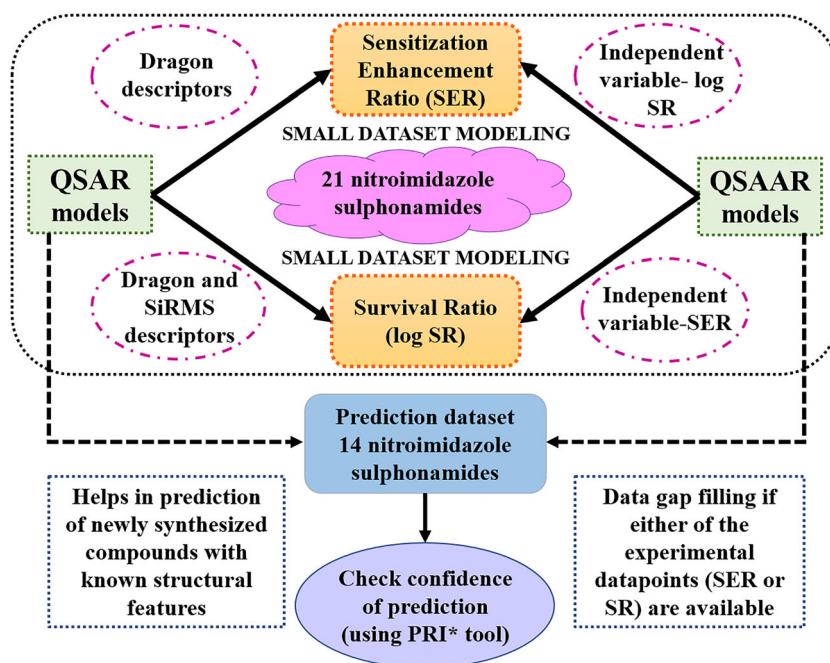 Dragon
descriptors
Sensitization
Enhancement
Ratio (SER)
Independent
variable- log
SR
SMALL DATASET MODELING
QSAR
models
21 nitroimidazole
sulphonamides
QSAAR
models
SMALL DATASET MODELING
Dragon and
SiRMS
descriptors
Survival Ratio
(log SR)
Independent
variable-SER
Prediction dataset
14 nitroimidazole
sulphonamides
Helps in prediction
of newly synthesized
compounds with
known structural
features
Data gap filling if
either of the
experimental
datapoints (SER or
SR) are available
Check confidence
of prediction
(using PRI* tool)